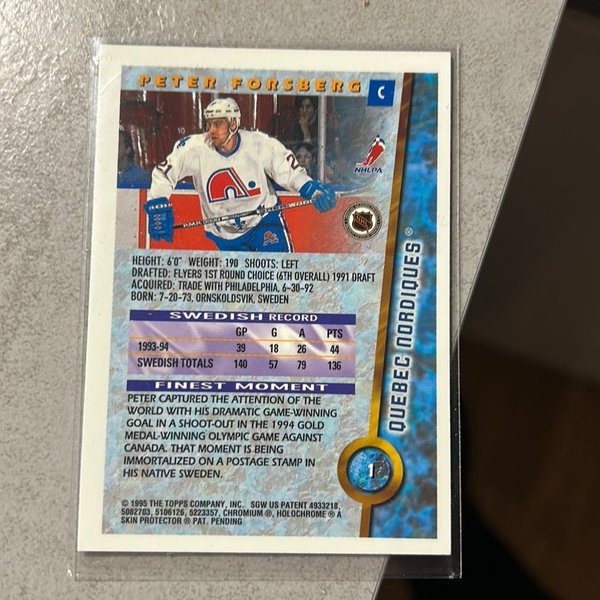 PETER FORSBERG C
10
21
NHLPA
NHL
HEIGHT: 6'0" WEIGHT: 190 SHOOTS: LEFT
DRAFTED: FLYERS 1ST ROUND CHOICE (6TH OVERALL) 1991 DRAFT
ACQUIRED: TRADE WITH PHILADELPHIA, 6-30-92
BORN: 7-20-73, ORNSKOLDSVIK, SWEDEN
SWEDISH RECORD
GP G A PTS
1993-94 39 18 26 44
SWEDISH TOTALS 140 57 79 136
FINEST MOMENT
PETER CAPTURED THE ATTENTION OF THE
WORLD WITH HIS DRAMATIC GAME-WINNING
GOAL IN A SHOOT-OUT IN THE 1994 GOLD
MEDAL-WINNING OLYMPIC GAME AGAINST
CANADA. THAT MOMENT IS BEING
IMMORTALIZED ON A POSTAGE STAMP IN
HIS NATIVE SWEDEN.
QUEBEC NORDIQUES ®
1
© 1995 THE TOPPS COMPANY, INC. SGW US PATENT 4933218,
5082703, 5106126, 5223357, CHROMIUM ®, HOLOCHROME ® A
SKIN PROTECTOR ® PAT. PENDING